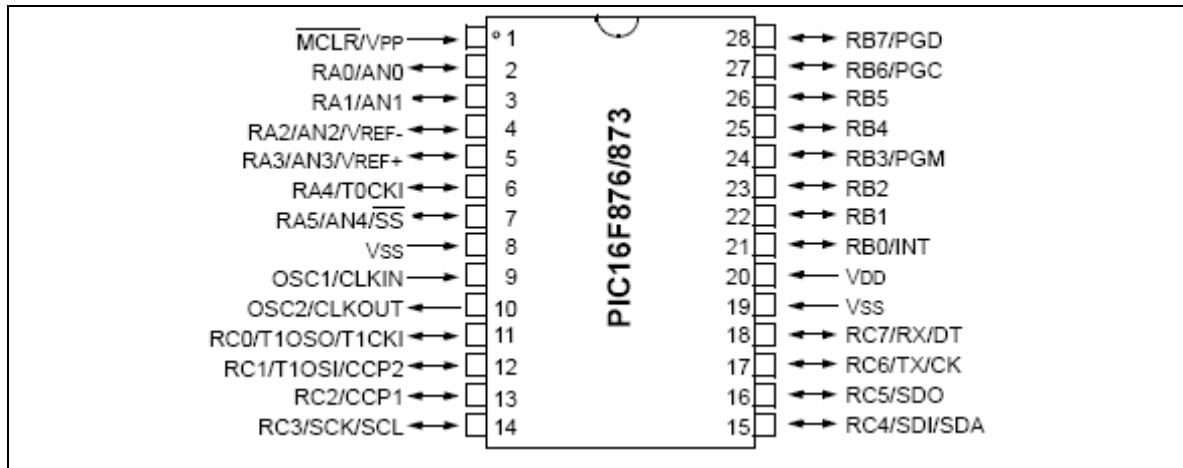 MCLR/VPP 1 28 RB7/PGD
RA0/AN0 2 27 RB6/PGC
RA1/AN1 3 26 RB5
RA2/AN2/VREF- 4 25 RB4
RA3/AN3/VREF+ 5 24 RB3/PGM
RA4/T0CKI 6 23 RB2
RA5/AN4/SS 7 22 RB1
VSS 8 21 RB0/INT
OSC1/CLKIN 9 20 VDD
OSC2/CLKOUT 10 19 VSS
RC0/T1OSO/T1CKI 11 18 RC7/RX/DT
RC1/T1OSI/CCP2 12 17 RC6/TX/CK
RC2/CCP1 13 16 RC5/SDO
RC3/SCK/SCL 14 15 RC4/SDI/SDA
PIC16F876/873